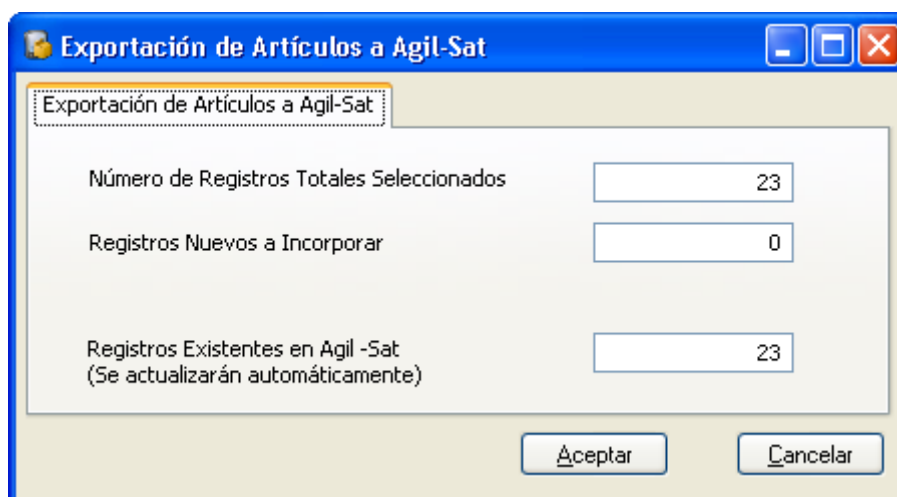 Exportación de Artículos a Agil-Sat
Exportación de Artículos a Agil-Sat
Número de Registros Totales Seleccionados 23
Registros Nuevos a Incorporar 0
Registros Existentes en Agil -Sat 23
(Se actualizarán automáticamente)
Aceptar Cancelar